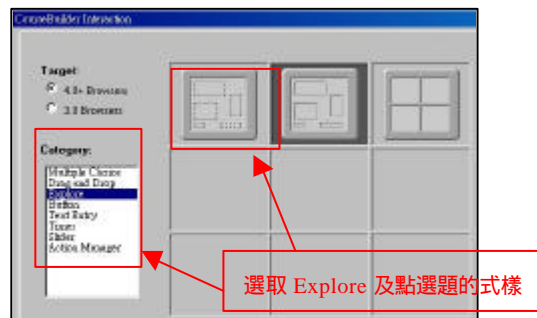 CourseBuilder Interaction
Target:
4.0+ Browsers
3.0 Browsers
Category:
Multiple Choice
Drag and Drop
Explore
Button
Text Entry
Timer
Slider
Action Manager
選取 Explore 及點選題的式樣